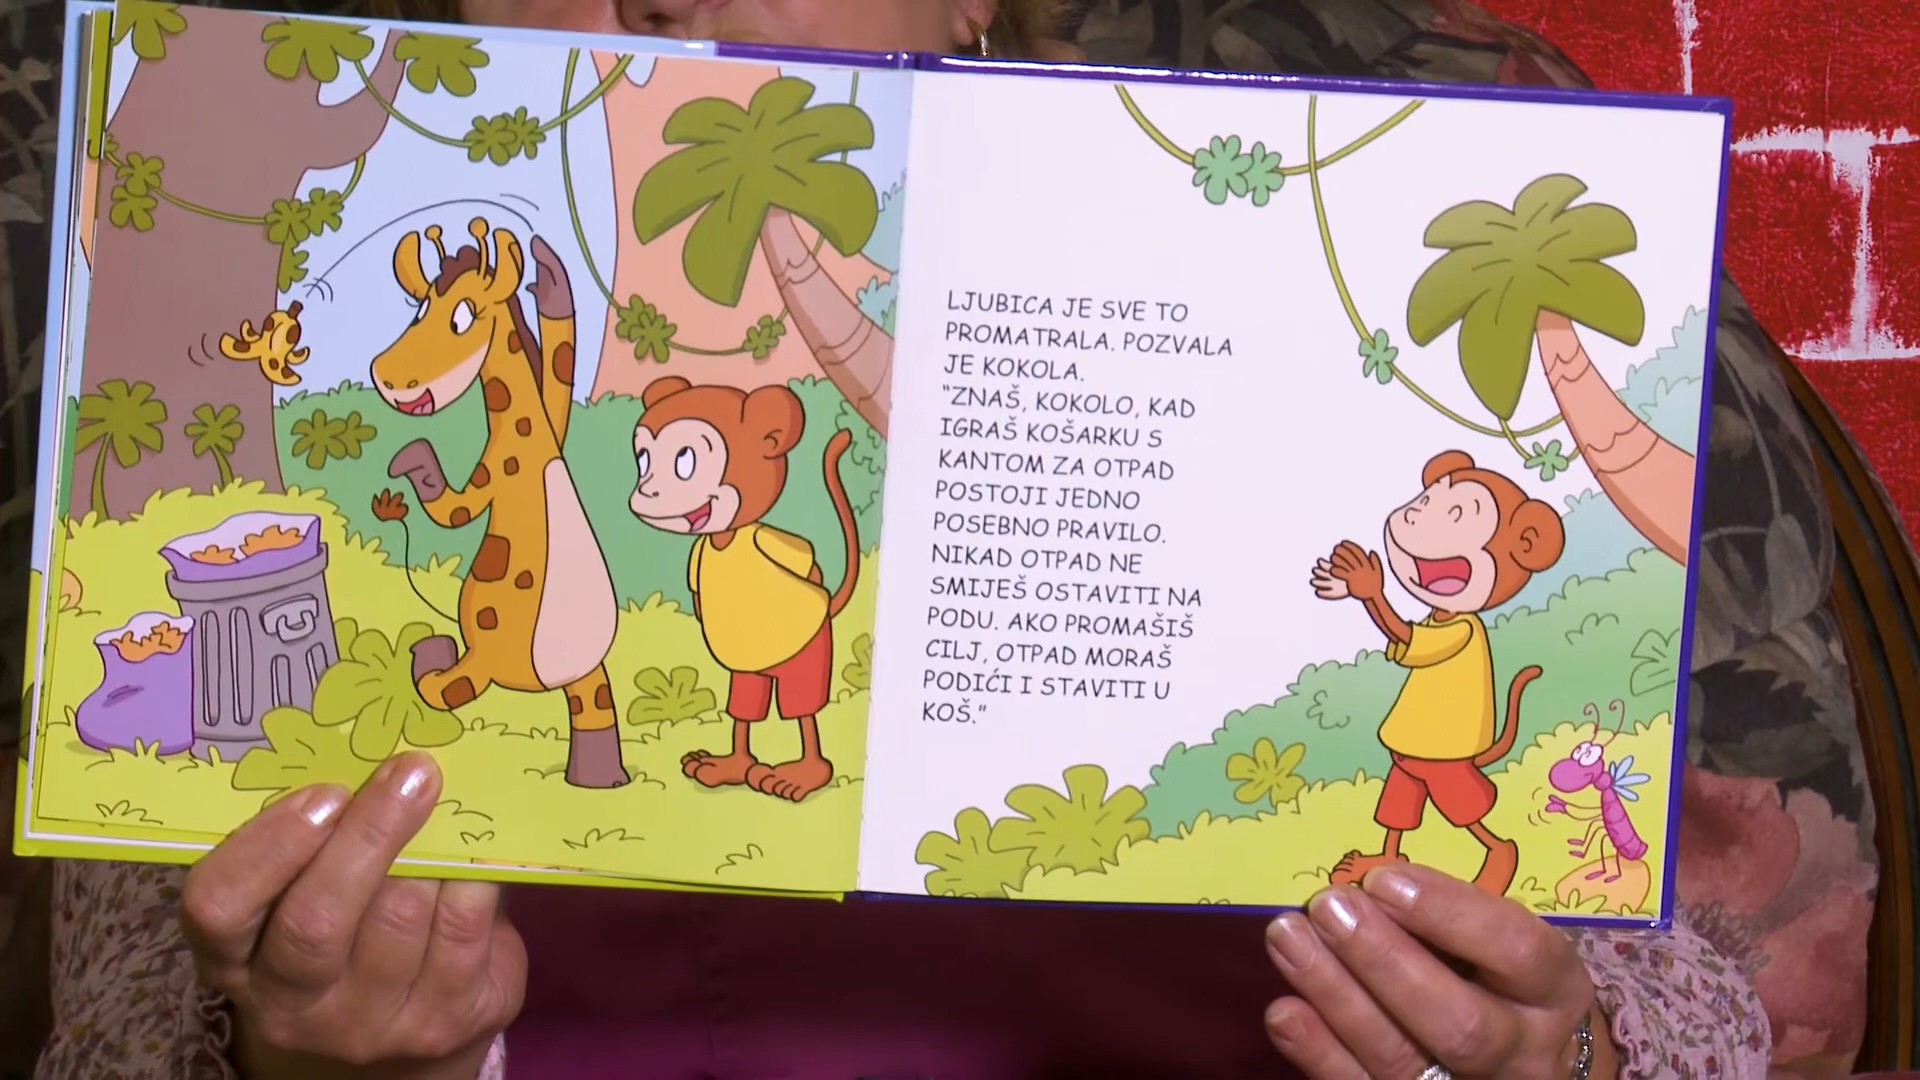 LJUBICA JE SVE TO
PROMATRALA. POZVALA
JE KOKOLA.
"ZNAŠ, KOKOLO, KAD
IGRAŠ KOŠARKU S
KANTOM ZA OTPAD
POSTOJI JEDNO
POSEBNO PRAVILO.
NIKAD OTPAD NE
SMIJEŠ OSTAVITI NA
PODU. AKO PROMAŠIŠ
CILJ, OTPAD MORAŠ
PODIĆI I STAVITI U
KOŠ."